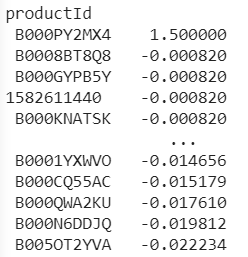 productId
B000PY2MX4 1.500000
B0008BT8Q8 -0.000820
B000GYPB5Y -0.000820
1582611440 -0.000820
B000KNATSK -0.000820
...
B0001YXWVO -0.014656
B000CQ55AC -0.015179
B000QWA2KU -0.017610
B000N6DDJQ -0.019812
B005OT2YVA -0.022234